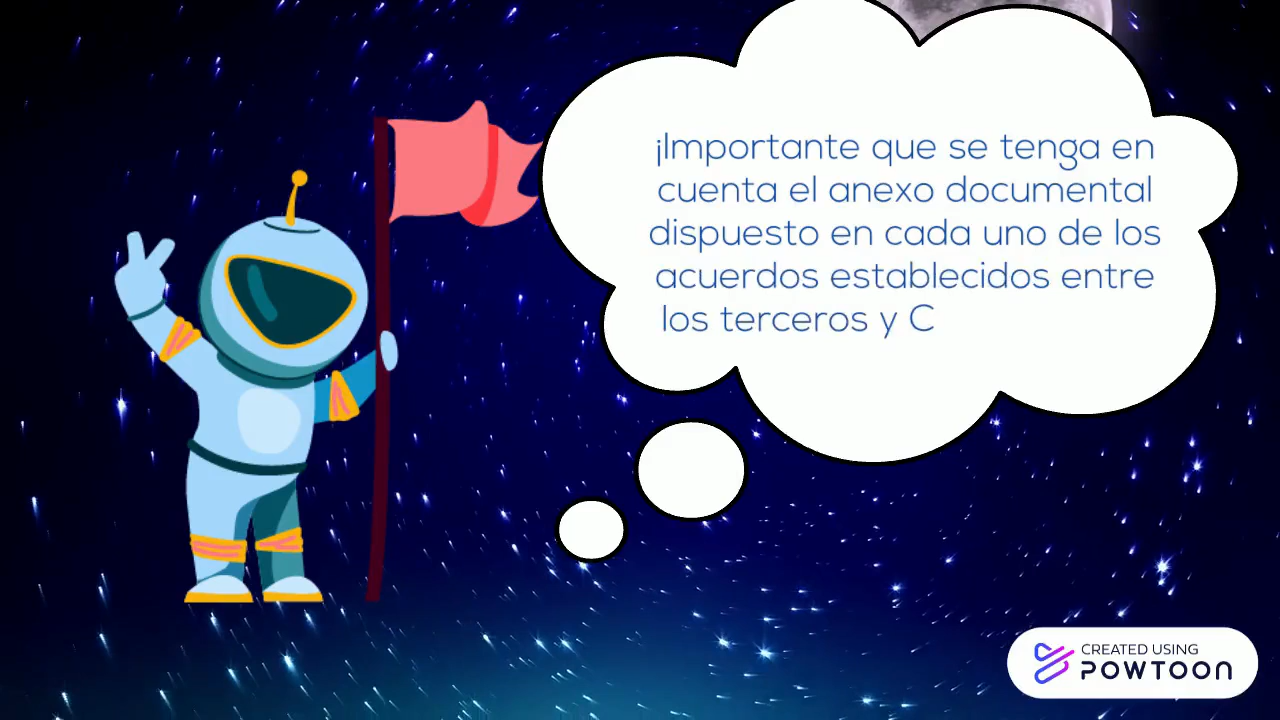 ¡Importante que se tenga en
cuenta el anexo documental
dispuesto en cada uno de los
acuerdos establecidos entre
los terceros y C
CREATED USING
POWTOON